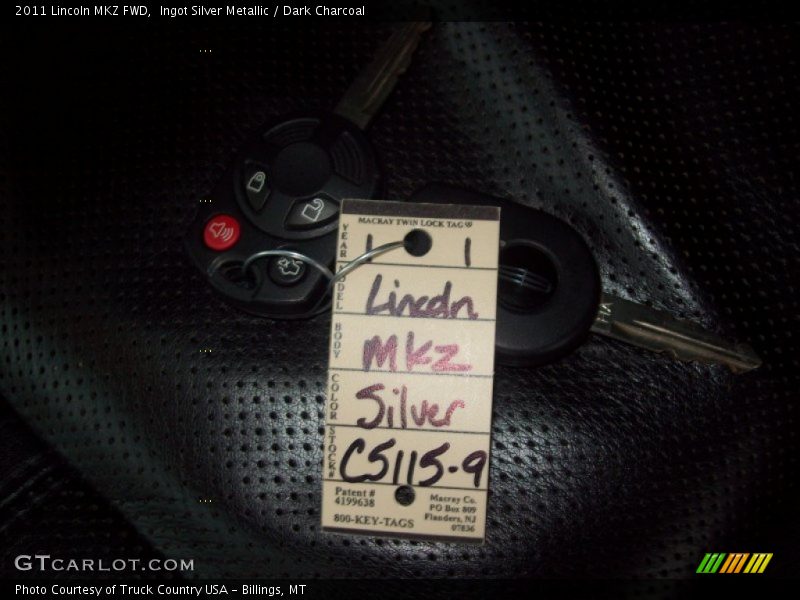 2011 Lincoln MKZ FWD,  Ingot Silver Metallic / Dark Charcoal
MACRAY TWIN LOCK TAG
YEAR
1 1
MODEL
Lincoln
BODY
MKZ
COLOR
Silver
STOCK#
C5115-9
Patent #
4199638
800-KEY-TAGS
Macray Co.
PO Box 809
Flanders, NJ
07836
GTCARLOT.COM
Photo Courtesy of Truck Country USA - Billings, MT